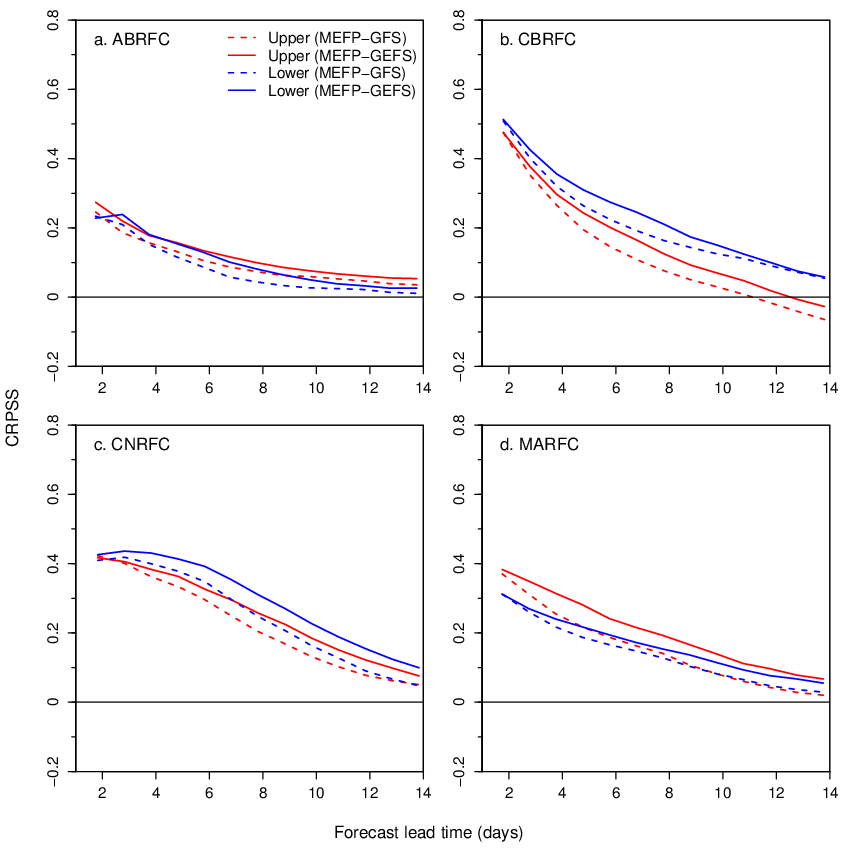 a. ABRFC
Upper (MEFP−GFS)
Upper (MEFP−GEFS)
Lower (MEFP−GFS)
Lower (MEFP−GEFS)
0.8
0.6
0.4
0.2
0
−0.2
2 4 6 8 10 12 14
b. CBRFC
0.8
0.6
0.4
0.2
0
−0.2
2 4 6 8 10 12 14
CRPSS
c. CNRFC
0.8
0.6
0.4
0.2
0
−0.2
2 4 6 8 10 12 14
d. MARFC
0.8
0.6
0.4
0.2
0
−0.2
2 4 6 8 10 12 14
Forecast lead time (days)